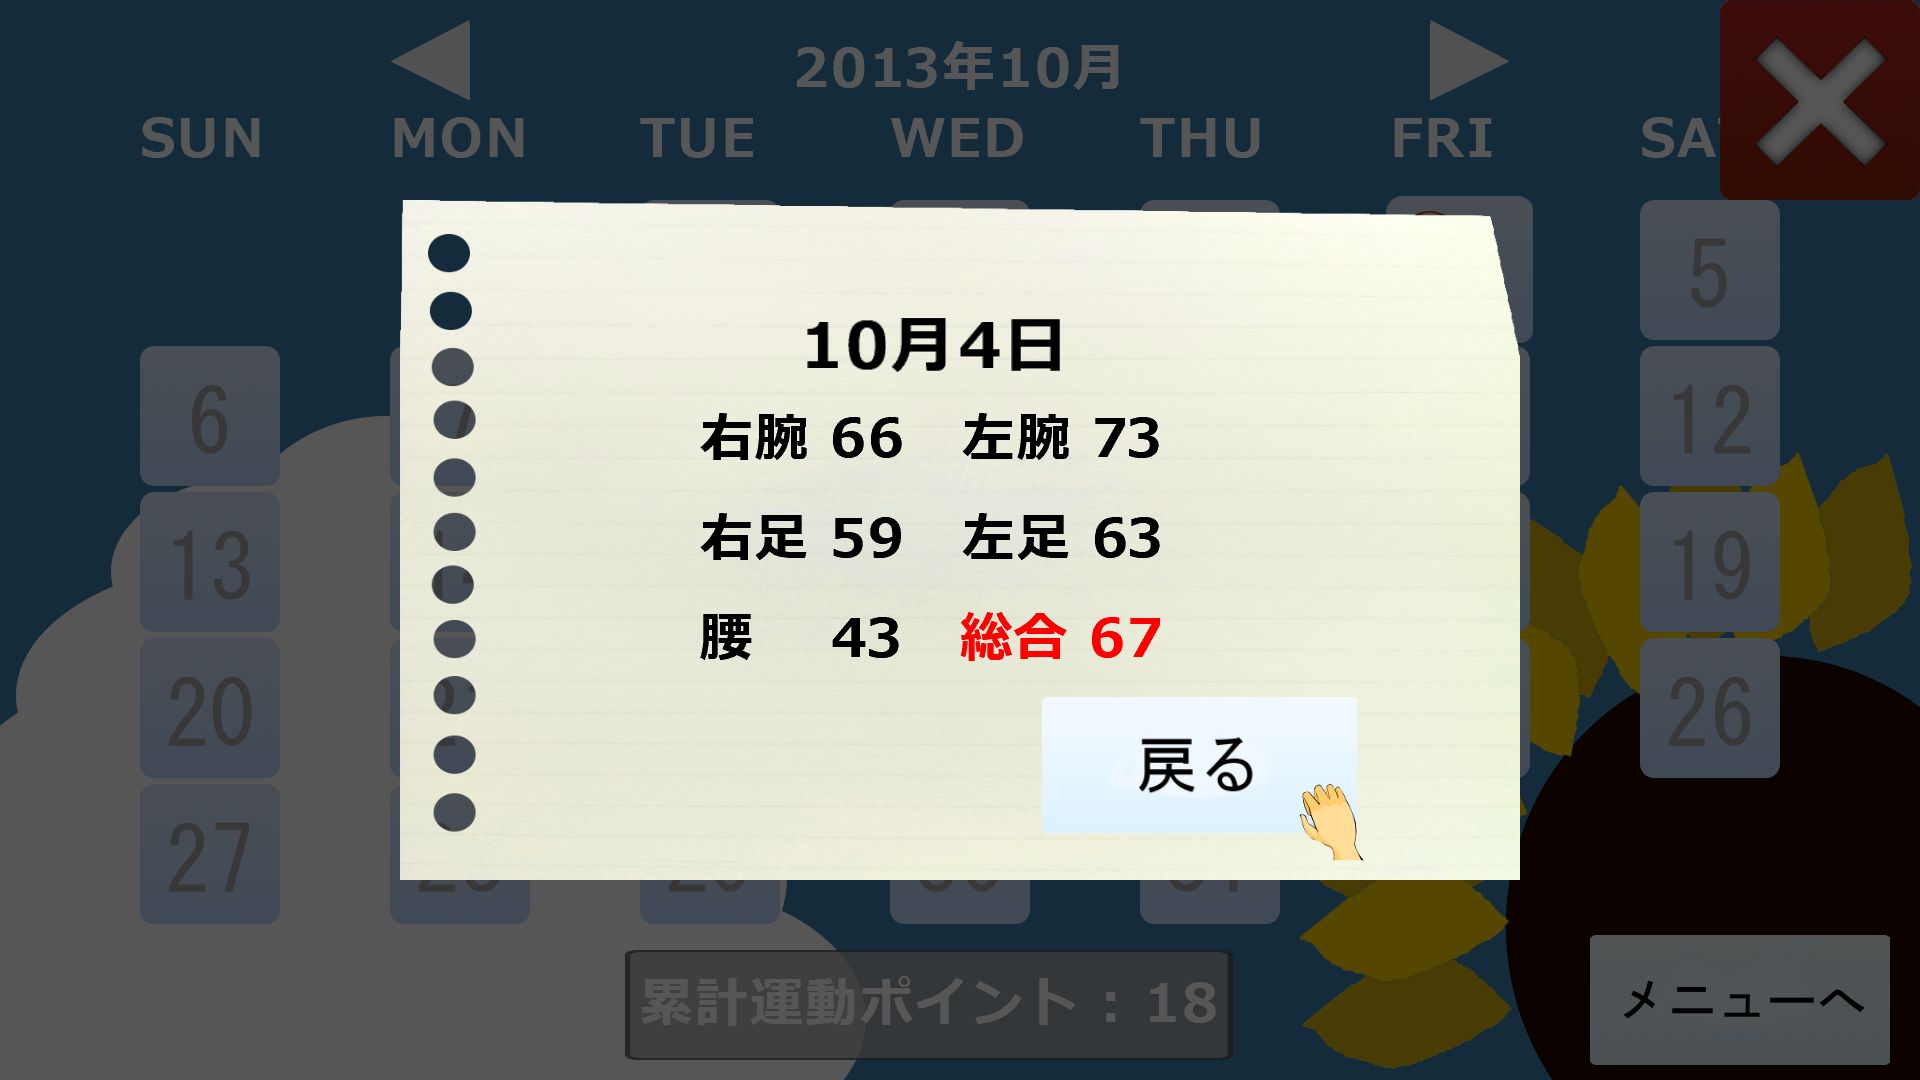 2013年10月
SUN MON TUE WED THU FRI SA
5
10月4日
6 12
右腕 66 左腕 73
13 19
右足 59 左足 63
腰 43 総合 67
20 26
戻る
27
累計運動ポイント：18
メニューへ